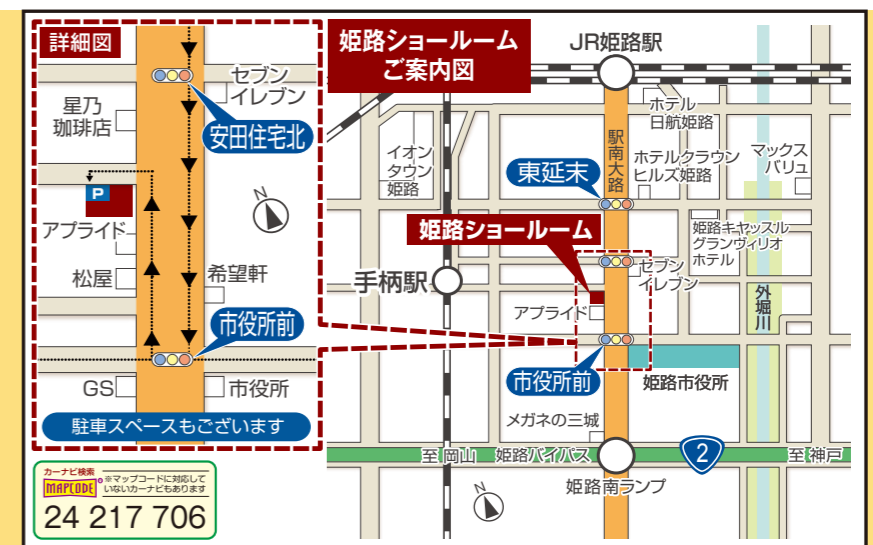 詳細図
セブン
イレブン
星乃
珈琲店
安田住宅北
P
N
アプライド
松屋
希望軒
市役所前
GS
市役所
駐車スペースもございます
カーナビ検索
MAPCODE
※マップコードに対応して
いないカーナビもあります
24 217 706
姫路ショールーム
ご案内図
JR姫路駅
ホテル
日航姫路
駅南大路
イオン
タウン
姫路
東延末
ホテルクラウン
ヒルズ姫路
マックス
バリュ
姫路ショールーム
姫路キャッスル
グランヴィリオ
ホテル
手柄駅
セブン
イレブン
アプライド
外堀川
市役所前
姫路市役所
メガネの三城
至岡山
姫路バイパス
2
至神戸
姫路南ランプ
N